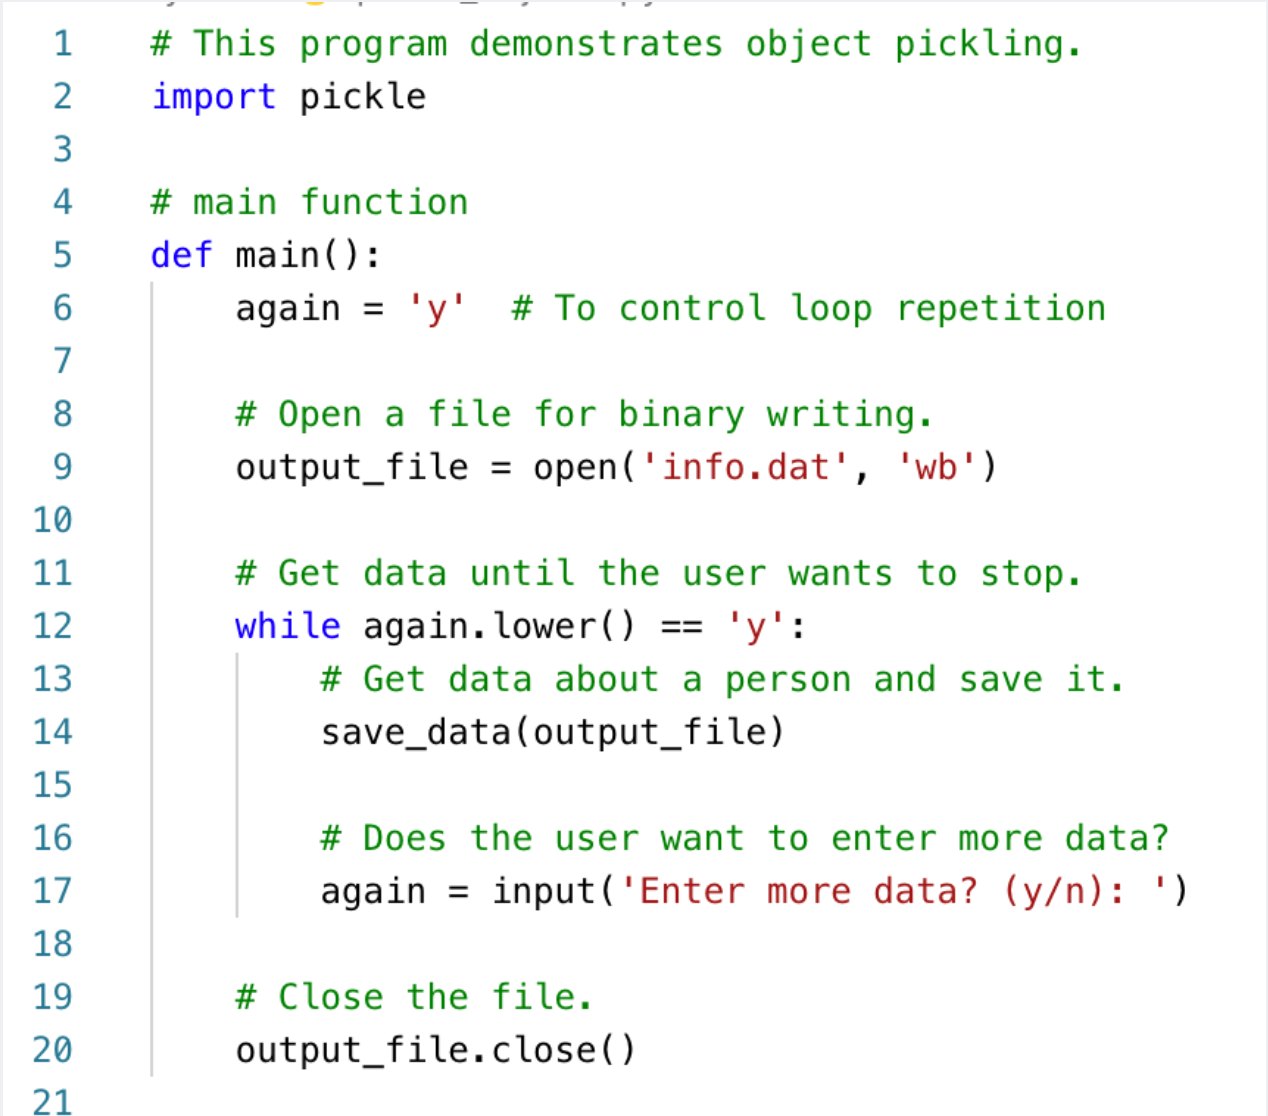 1 # This program demonstrates object pickling.
2 import pickle
3
4 # main function
5 def main():
6     again = 'y'  # To control loop repetition
7
8     # Open a file for binary writing.
9     output_file = open('info.dat', 'wb')
10
11     # Get data until the user wants to stop.
12     while again.lower() == 'y':
13         # Get data about a person and save it.
14         save_data(output_file)
15
16         # Does the user want to enter more data?
17         again = input('Enter more data? (y/n): ')
18
19     # Close the file.
20     output_file.close()
21